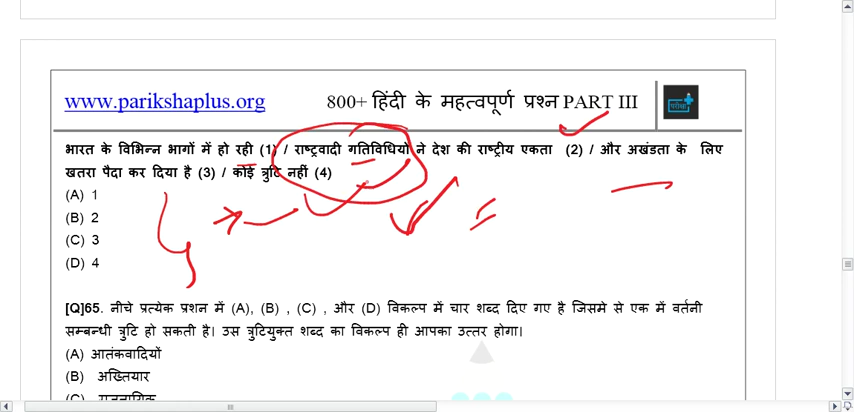 www.parikshaplus.org
800+ हिंदी के महत्वपूर्ण प्रश्न PART III
परीक्षा
भारत के विभिन्न भागों में हो रही (1) / राष्ट्रवादी गतिविधियों ने देश की राष्ट्रीय एकता (2) / और अखंडता के लिए
खतरा पैदा कर दिया है (3) / कोई त्रुटि नहीं (4)
(A) 1
(B) 2
(C) 3
(D) 4
[Q]65. नीचे प्रत्येक प्रशन में (A), (B) , (C) , और (D) विकल्प में चार शब्द दिए गए है जिसमे से एक में वर्तनी
सम्बन्धी त्रुटि हो सकती है। उस त्रुटियुक्त शब्द का विकल्प ही आपका उत्तर होगा।
(A) आतंकवादियों
(B) अख्तियार
(C)